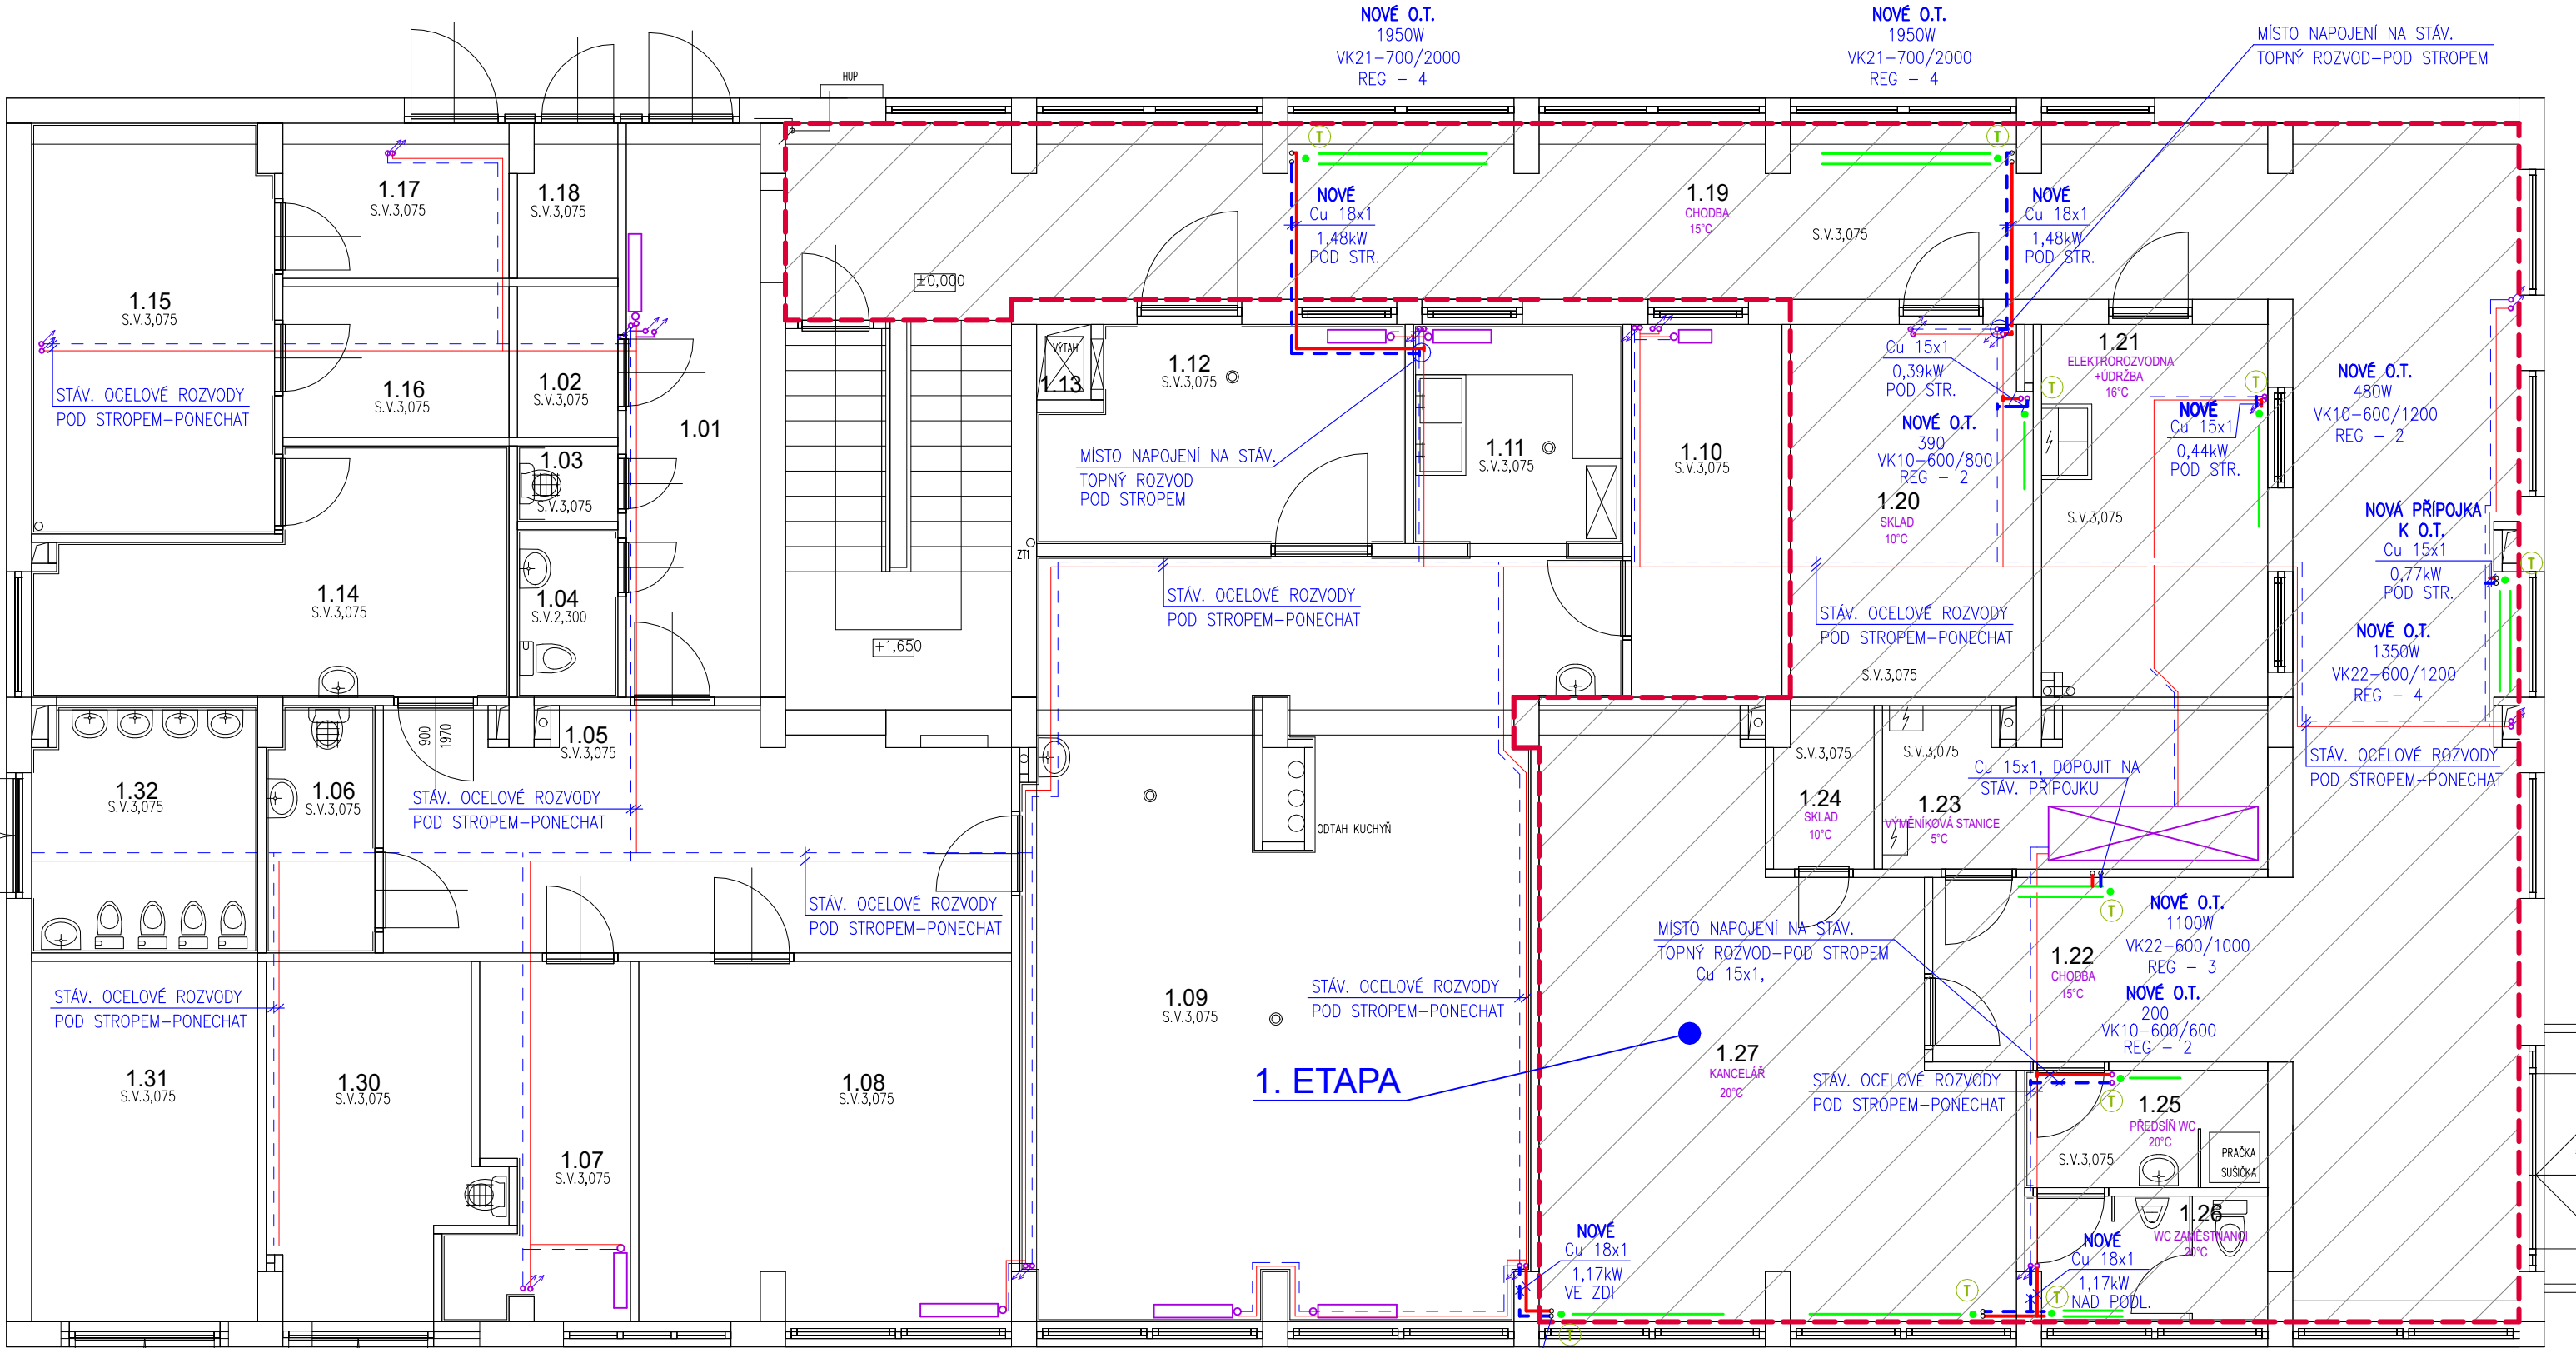 NOVÉ O.T.
1950W
VK21-700/2000
REG - 4
NOVÉ O.T.
1950W
VK21-700/2000
REG - 4
MÍSTO NAPOJENÍ NA STÁV.
TOPNÝ ROZVOD-POD STROPEM
HUP
T
T
1.17
S.V.3,075
1.18
S.V.3,075
NOVÉ
Cu 18x1
1,48kW
POD STR.
1.19
CHODBA
15°C
S.V.3,075
NOVÉ
Cu 18x1
1,48kW
POD STR.
±0,000
1.15
S.V.3,075
STÁV. OCELOVÉ ROZVODY
POD STROPEM-PONECHAT
1.16
S.V.3,075
1.02
S.V.3,075
1.01
VÝTAH
1.13
1.12
S.V.3,075
Cu 15x1
0,39kW
POD STR.
1.21
ELEKTROROZVODNA
+ÚDRŽBA
16°C
T
T
NOVÉ O.T.
480W
VK10-600/1200
REG - 2
NOVÉ
Cu 15x1
0,44kW
POD STR.
NOVÉ O.T.
390
VK10-600/800
REG - 2
1.20
SKLAD
10°C
MÍSTO NAPOJENÍ NA STÁV.
TOPNÝ ROZVOD
POD STROPEM
1.11
S.V.3,075
1.10
S.V.3,075
1.03
S.V.3,075
S.V.3,075
NOVÁ PŘÍPOJKA
K O.T.
Cu 15x1
0,77kW
POD STR.
T
ZT1
1.14
S.V.3,075
1.04
S.V.2,300
STÁV. OCELOVÉ ROZVODY
POD STROPEM-PONECHAT
STÁV. OCELOVÉ ROZVODY
POD STROPEM-PONECHAT
S.V.3,075
NOVÉ O.T.
1350W
VK22-600/1200
REG - 4
+1,650
900
1970
1.05
S.V.3,075
1.32
S.V.3,075
1.06
S.V.3,075
STÁV. OCELOVÉ ROZVODY
POD STROPEM-PONECHAT
ODTAH KUCHYŇ
S.V.3,075
1.24
SKLAD
10°C
S.V.3,075
1.23
VÝMĚNÍKOVÁ STANICE
5°C
Cu 15x1, DOPOJIT NA
STÁV. PŘÍPOJKU
STÁV. OCELOVÉ ROZVODY
POD STROPEM-PONECHAT
STÁV. OCELOVÉ ROZVODY
POD STROPEM-PONECHAT
T
NOVÉ O.T.
1100W
VK22-600/1000
REG - 3
MÍSTO NAPOJENÍ NA STÁV.
TOPNÝ ROZVOD-POD STROPEM
Cu 15x1,
1.22
CHODBA
15°C
NOVÉ O.T.
200
VK10-600/600
REG - 2
STÁV. OCELOVÉ ROZVODY
POD STROPEM-PONECHAT
1.09
S.V.3,075
STÁV. OCELOVÉ ROZVODY
POD STROPEM-PONECHAT
1. ETAPA
1.27
KANCELÁŘ
20°C
STÁV. OCELOVÉ ROZVODY
POD STROPEM-PONECHAT
T
1.31
S.V.3,075
1.30
S.V.3,075
1.08
S.V.3,075
1.25
PŘEDSÍŇ WC
20°C
S.V.3,075
PRAČKA
SUŠIČKA
1.07
S.V.3,075
1.26
WC ZAMĚSTNANCI
20°C
NOVÉ
Cu 18x1
1,17kW
VE ZDI
NOVÉ
Cu 18x1
1,17kW
NAD PODL.
T
T
T